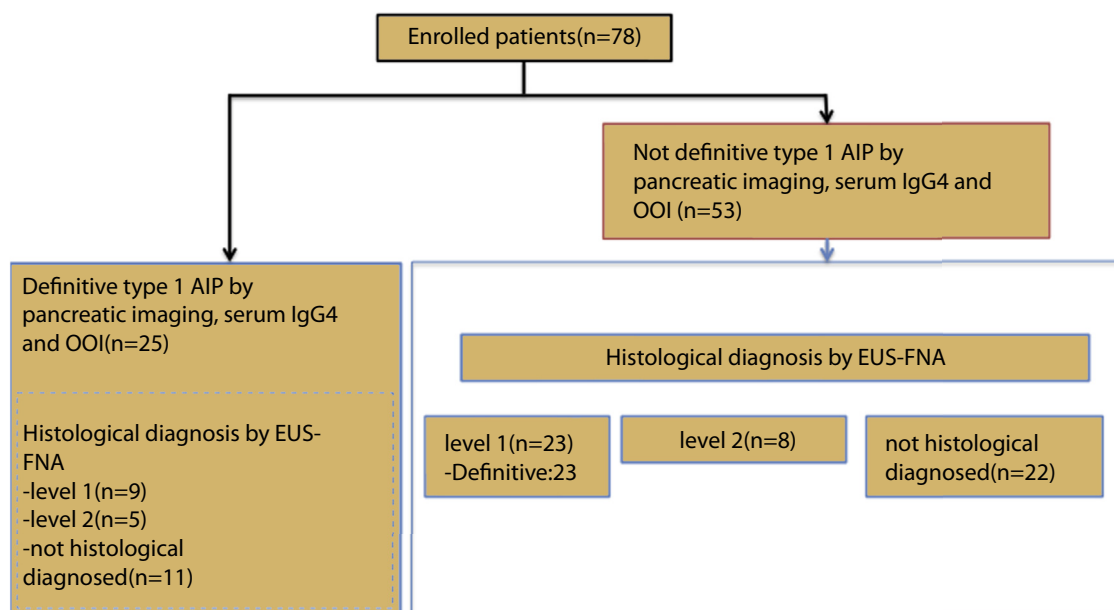 Enrolled patients(n=78)
Not definitive type 1 AIP by
pancreatic imaging, serum IgG4 and
OOI (n=53)
Definitive type 1 AIP by
pancreatic imaging, serum IgG4
and OOI(n=25)
Histological diagnosis by EUS-
FNA
-level 1(n=9)
-level 2(n=5)
-not histological
diagnosed(n=11)
Histological diagnosis by EUS-FNA
level 1(n=23)
-Definitive:23
level 2(n=8)
not histological
diagnosed(n=22)